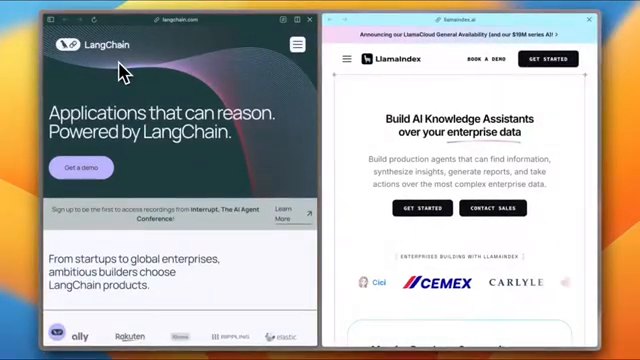 langchain.com
LangChain
Applications that can reason.
Powered by LangChain.
Get a demo
Sign up to be the first to access recordings from Interrupt, The AI Agent
Conference!
Learn
More
From startups to global enterprises,
ambitious builders choose
LangChain products.
ally
Rakuten
RIPPLING
elastic
llamaindex.ai
Announcing our LlamaCloud General Availability (and our $19M series A)!
LlamaIndex
BOOK A DEMO
GET STARTED
Build AI Knowledge Assistants
over your enterprise data
Build production agents that can find information,
synthesize insights, generate reports, and take
actions over the most complex enterprise data.
GET STARTED
CONTACT SALES
ENTERPRISES BUILDING WITH LLAMAINDEX
Cici
CEMEX
CARLYLE